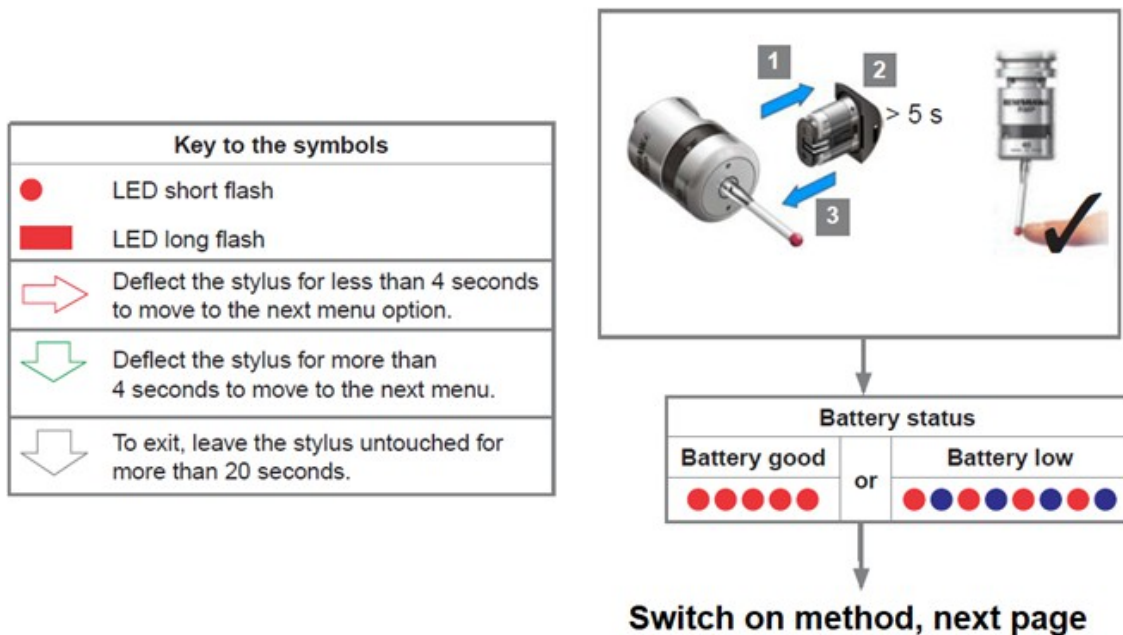 Key to the symbols
LED short flash
LED long flash
Deflect the stylus for less than 4 seconds
to move to the next menu option.
Deflect the stylus for more than
4 seconds to move to the next menu.
To exit, leave the stylus untouched for
more than 20 seconds.
1
2
> 5 s
3
RENISHAW
Battery status
Battery good
or
Battery low
Switch on method, next page